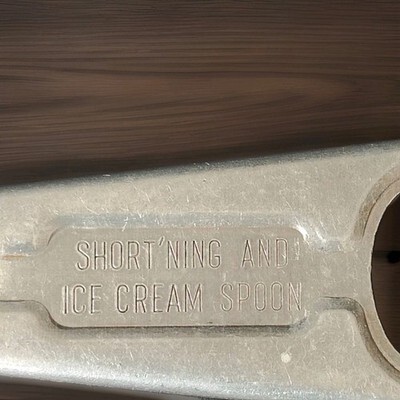 SHORT'NING AND
ICE CREAM SPOON